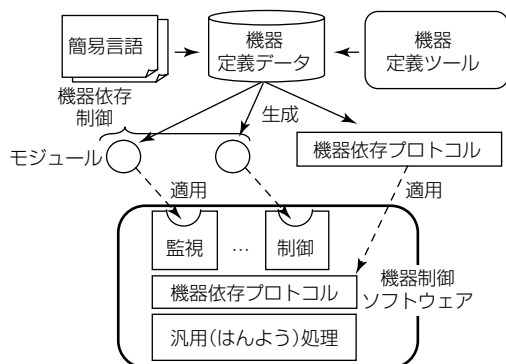 簡易言語
機器
定義データ
機器
定義ツール
機器依存
制御
生成
モジュール
機器依存プロトコル
適用
適用
監視
…
制御
機器制御
ソフトウェア
機器依存プロトコル
汎用(はんよう)処理